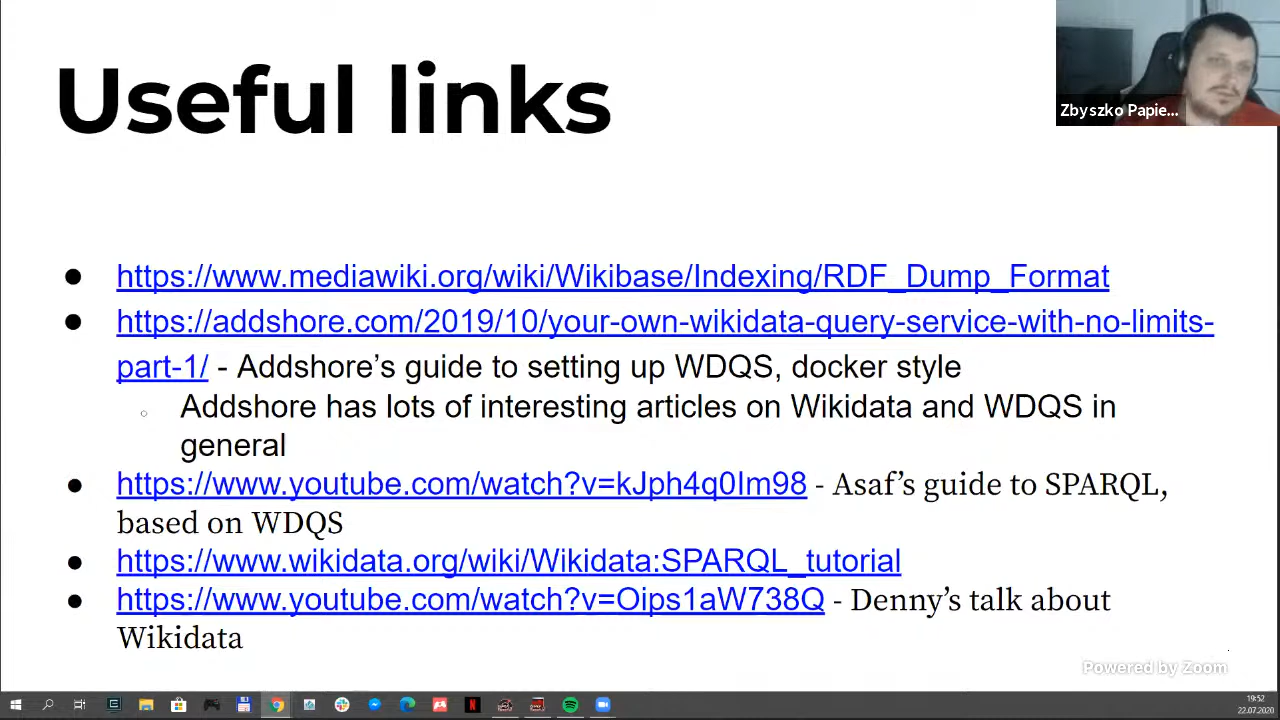 Useful links
Zbyszko Papie...
● https://www.mediawiki.org/wiki/Wikibase/Indexing/RDF_Dump_Format
● https://addshore.com/2019/10/your-own-wikidata-query-service-with-no-limits-
part-1/ - Addshore’s guide to setting up WDQS, docker style
○ Addshore has lots of interesting articles on Wikidata and WDQS in
general
● https://www.youtube.com/watch?v=kJph4q0Im98 - Asaf’s guide to SPARQL,
based on WDQS
● https://www.wikidata.org/wiki/Wikidata:SPARQL_tutorial
● https://www.youtube.com/watch?v=Oips1aW738Q - Denny’s talk about
Wikidata
Powered by Zoom
19:52
22.07.2020